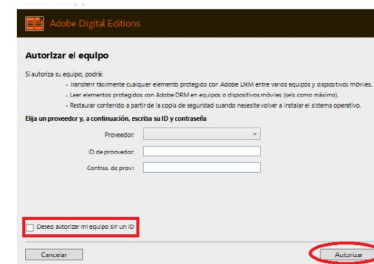 Adobe Digital Editions
Autorizar el equipo
Si autoriza su equipo, podrá:
- Transferir fácilmente cualquier elemento protegido con Adobe DRM entre varios equipos y dispositivos móviles.
- Leer elementos protegidos con Adobe DRM en equipos o dispositivos móviles (seis como máximo).
- Restaurar contenido a partir de la copia de seguridad cuando necesite volver a instalar el sistema operativo.
Elija un proveedor y, a continuación, escriba su ID y contraseña
Proveedor:
ID de proveedor:
Contras. de prov.:
Deseo autorizar mi equipo sin un ID
Cancelar
Autorizar